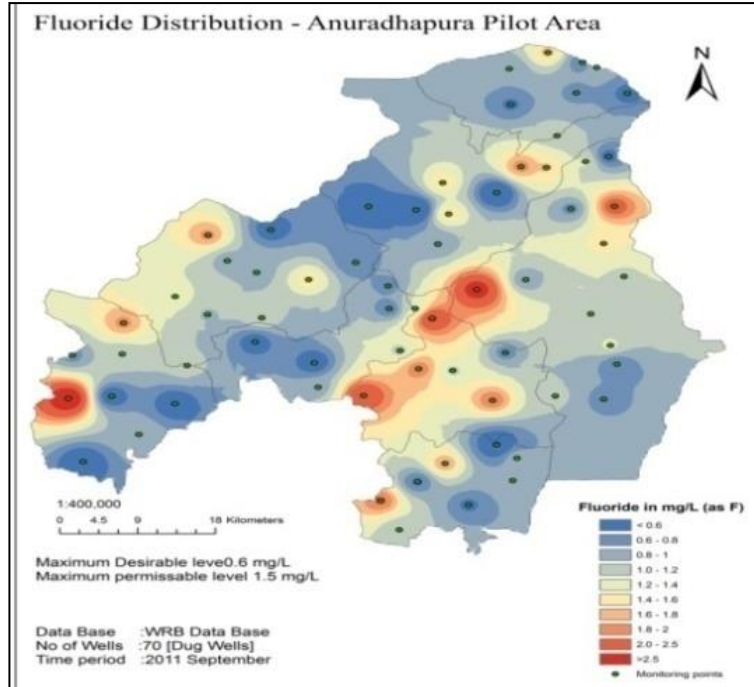 Fluoride Distribution - Anuradhapura Pilot Area
N
1:400,000
0 4.5 9 18 Kilometers
Maximum Desirable leve0.6 mg/L
Maximum permissable level 1.5 mg/L
Data Base :WRB Data Base
No of Wells :70 [Dug Wells]
Time period :2011 September
Fluoride in mg/L (as F)
< 0.6
0.6 - 0.8
0.8 - 1
1.0 - 1.2
1.2 - 1.4
1.4 - 1.6
1.6 - 1.8
1.8 - 2
2.0 - 2.5
>2.5
Monitoring points